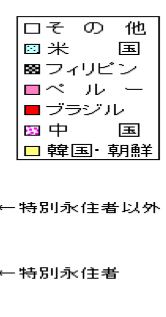 その他
米国
フィリピン
ペルー
ブラジル
中国
韓国・朝鮮
←特別永住者以外
←特別永住者